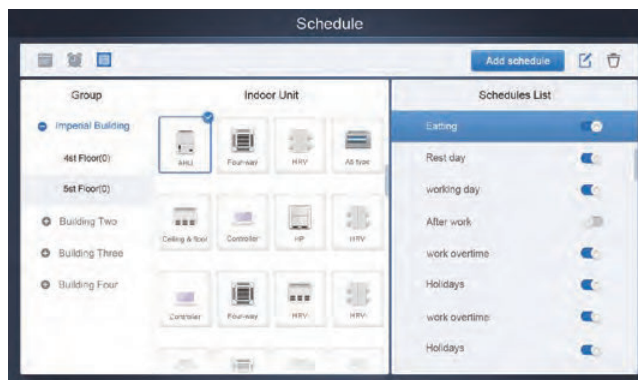 Schedule
Add schedule
Group
Indoor Unit
Schedules List
Imperial Building
4st Floor(0)
5st Floor(0)
Building Two
Building Three
Building Four
AHU
Four-way
HRV
All type
Ceiling & floor
Controller
HP
HRV
Controller
Four-way
HRV
HRV
Eatting
Rest day
working day
After work
work overtime
Holidays
work overtime
Holidays